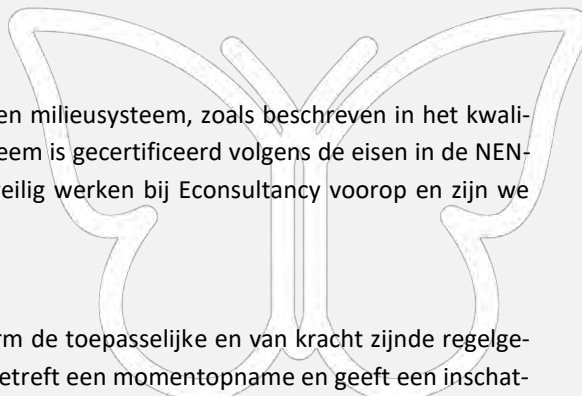 en milieusysteem, zoals beschreven in het kwali-
eem is gecertificeerd volgens de eisen in de NEN-
eilig werken bij Econsultancy voorop en zijn we
rm de toepasselijke en van kracht zijnde regelge-
etreft een momentopname en geeft een inschat-